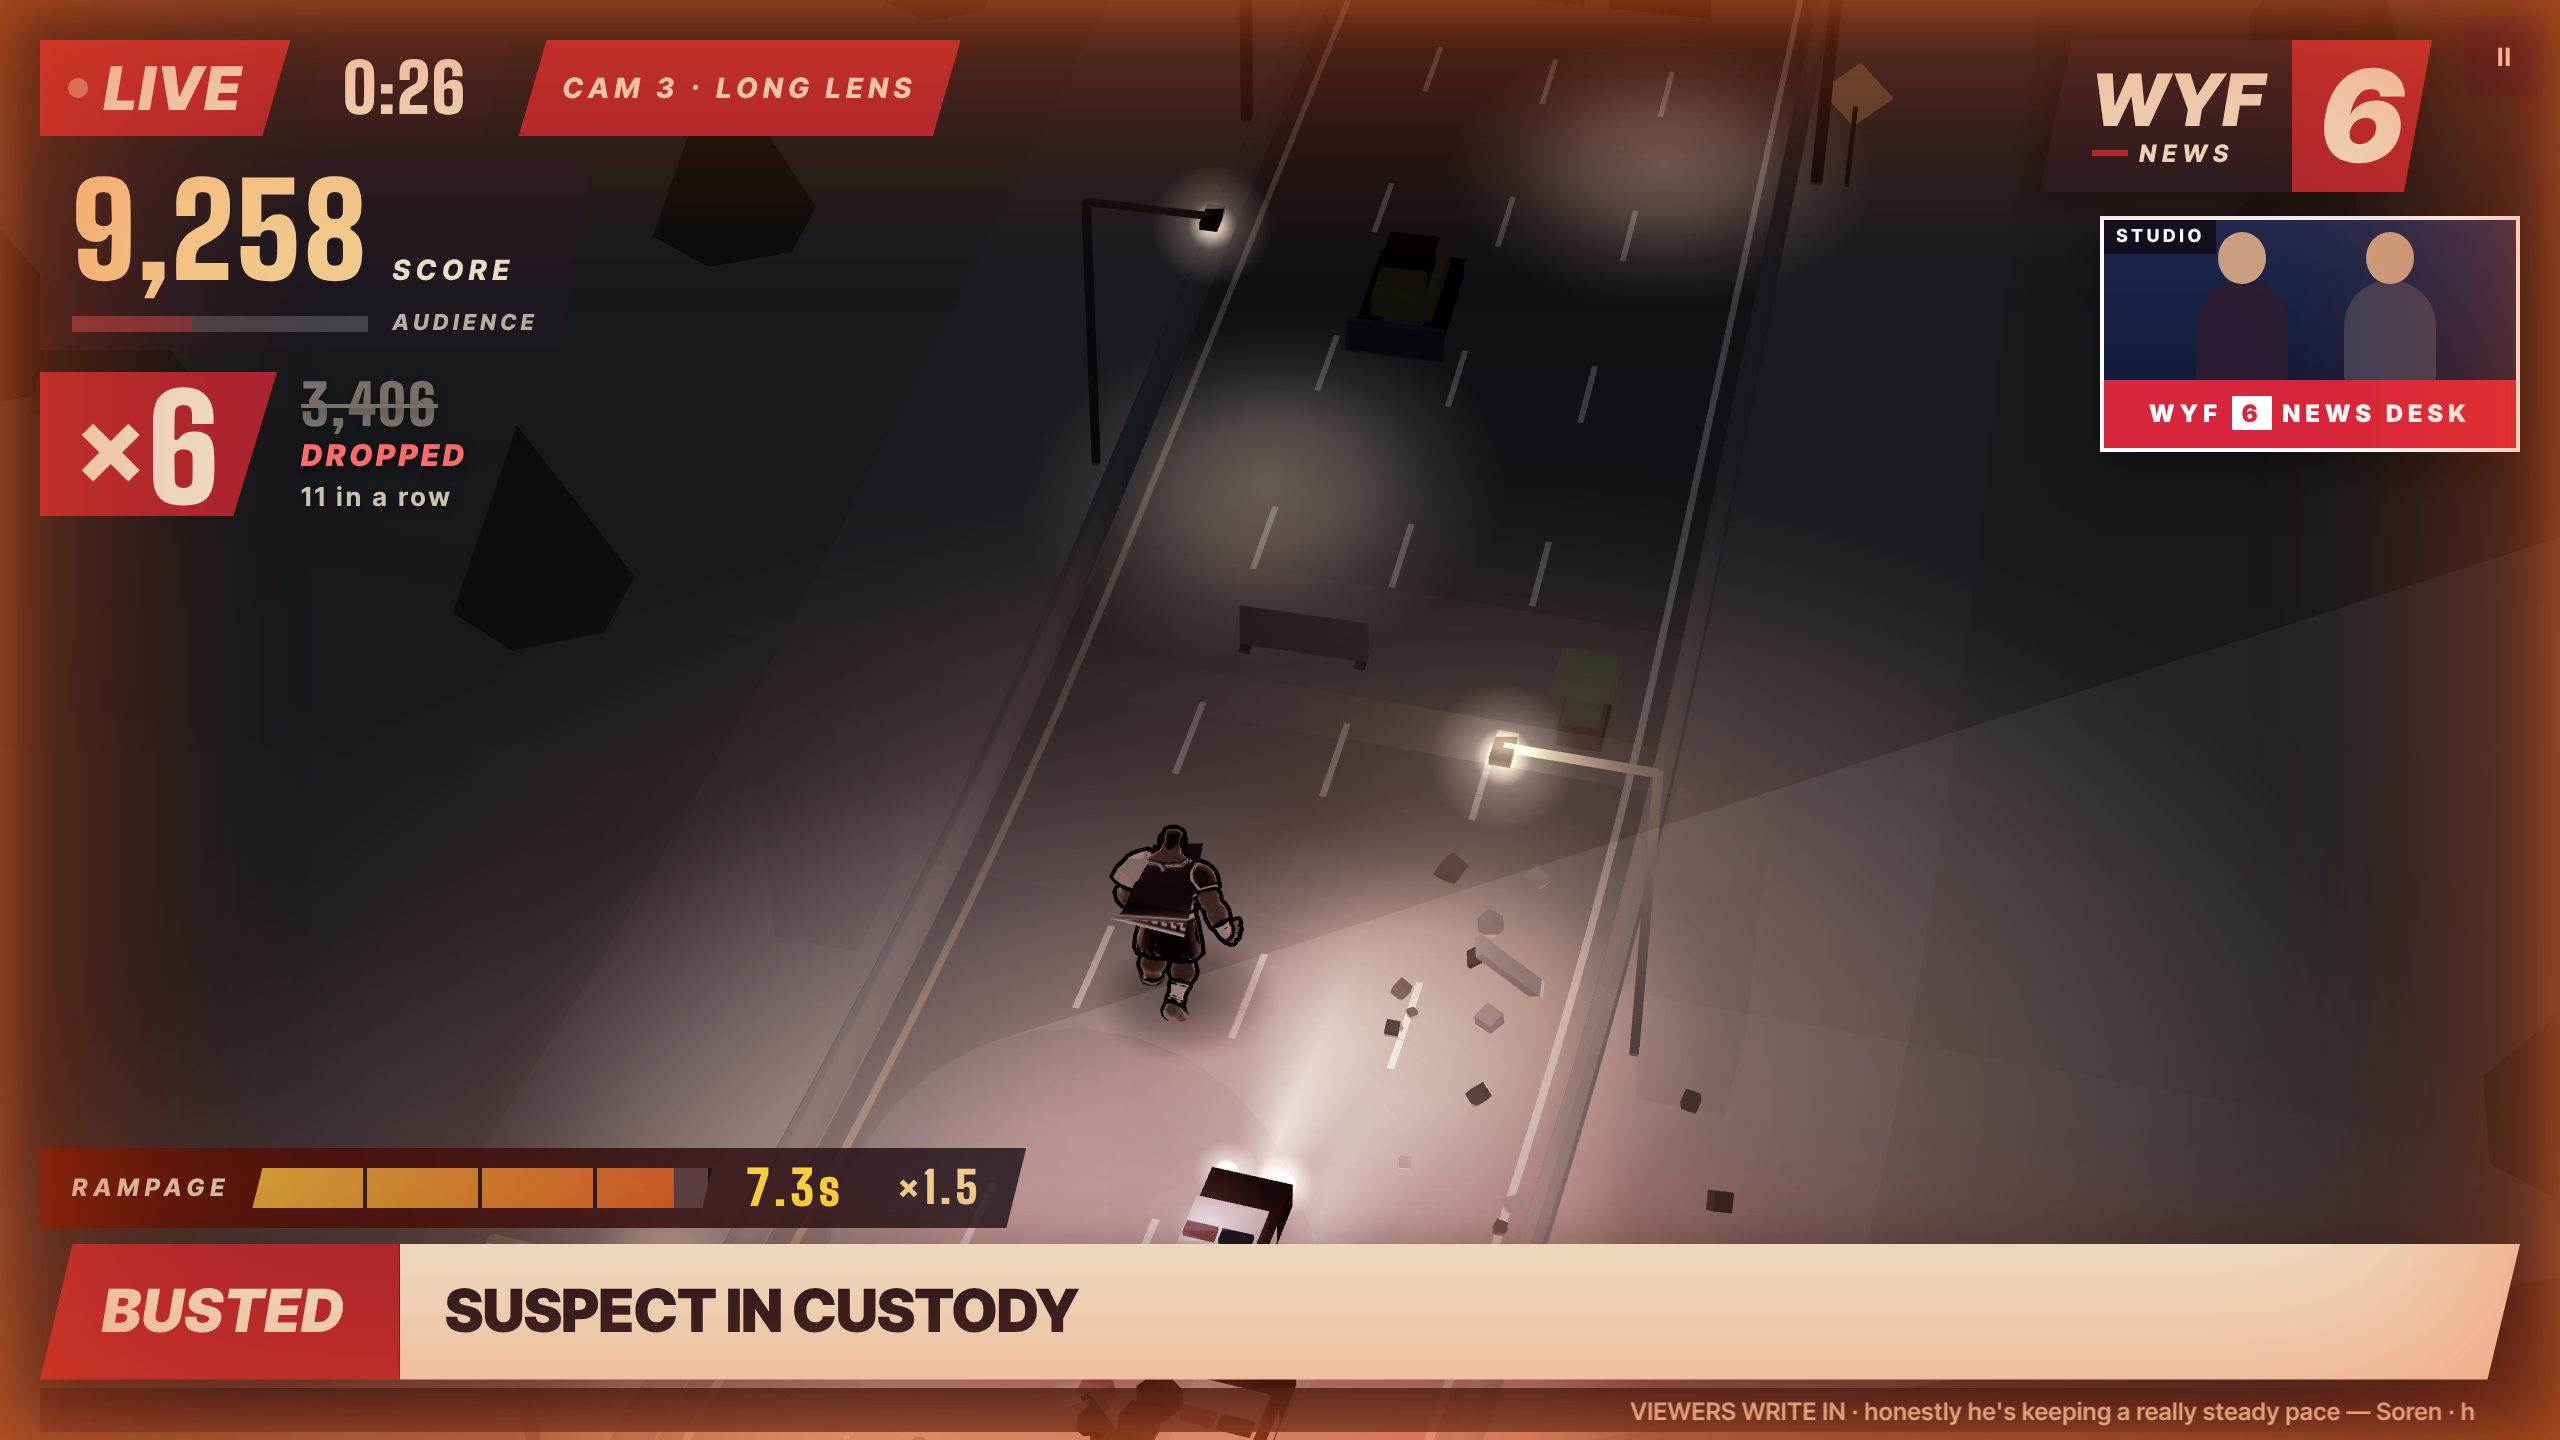 LIVE
0:26
CAM 3 · LONG LENS
WYF
NEWS
6
9,258
SCORE
AUDIENCE
STUDIO
WYF 6 NEWS DESK
×6
3,406
DROPPED
11 in a row
RAMPAGE
7.3s
×1.5
BUSTED
SUSPECT IN CUSTODY
VIEWERS WRITE IN · honestly he's keeping a really steady pace — Soren · h